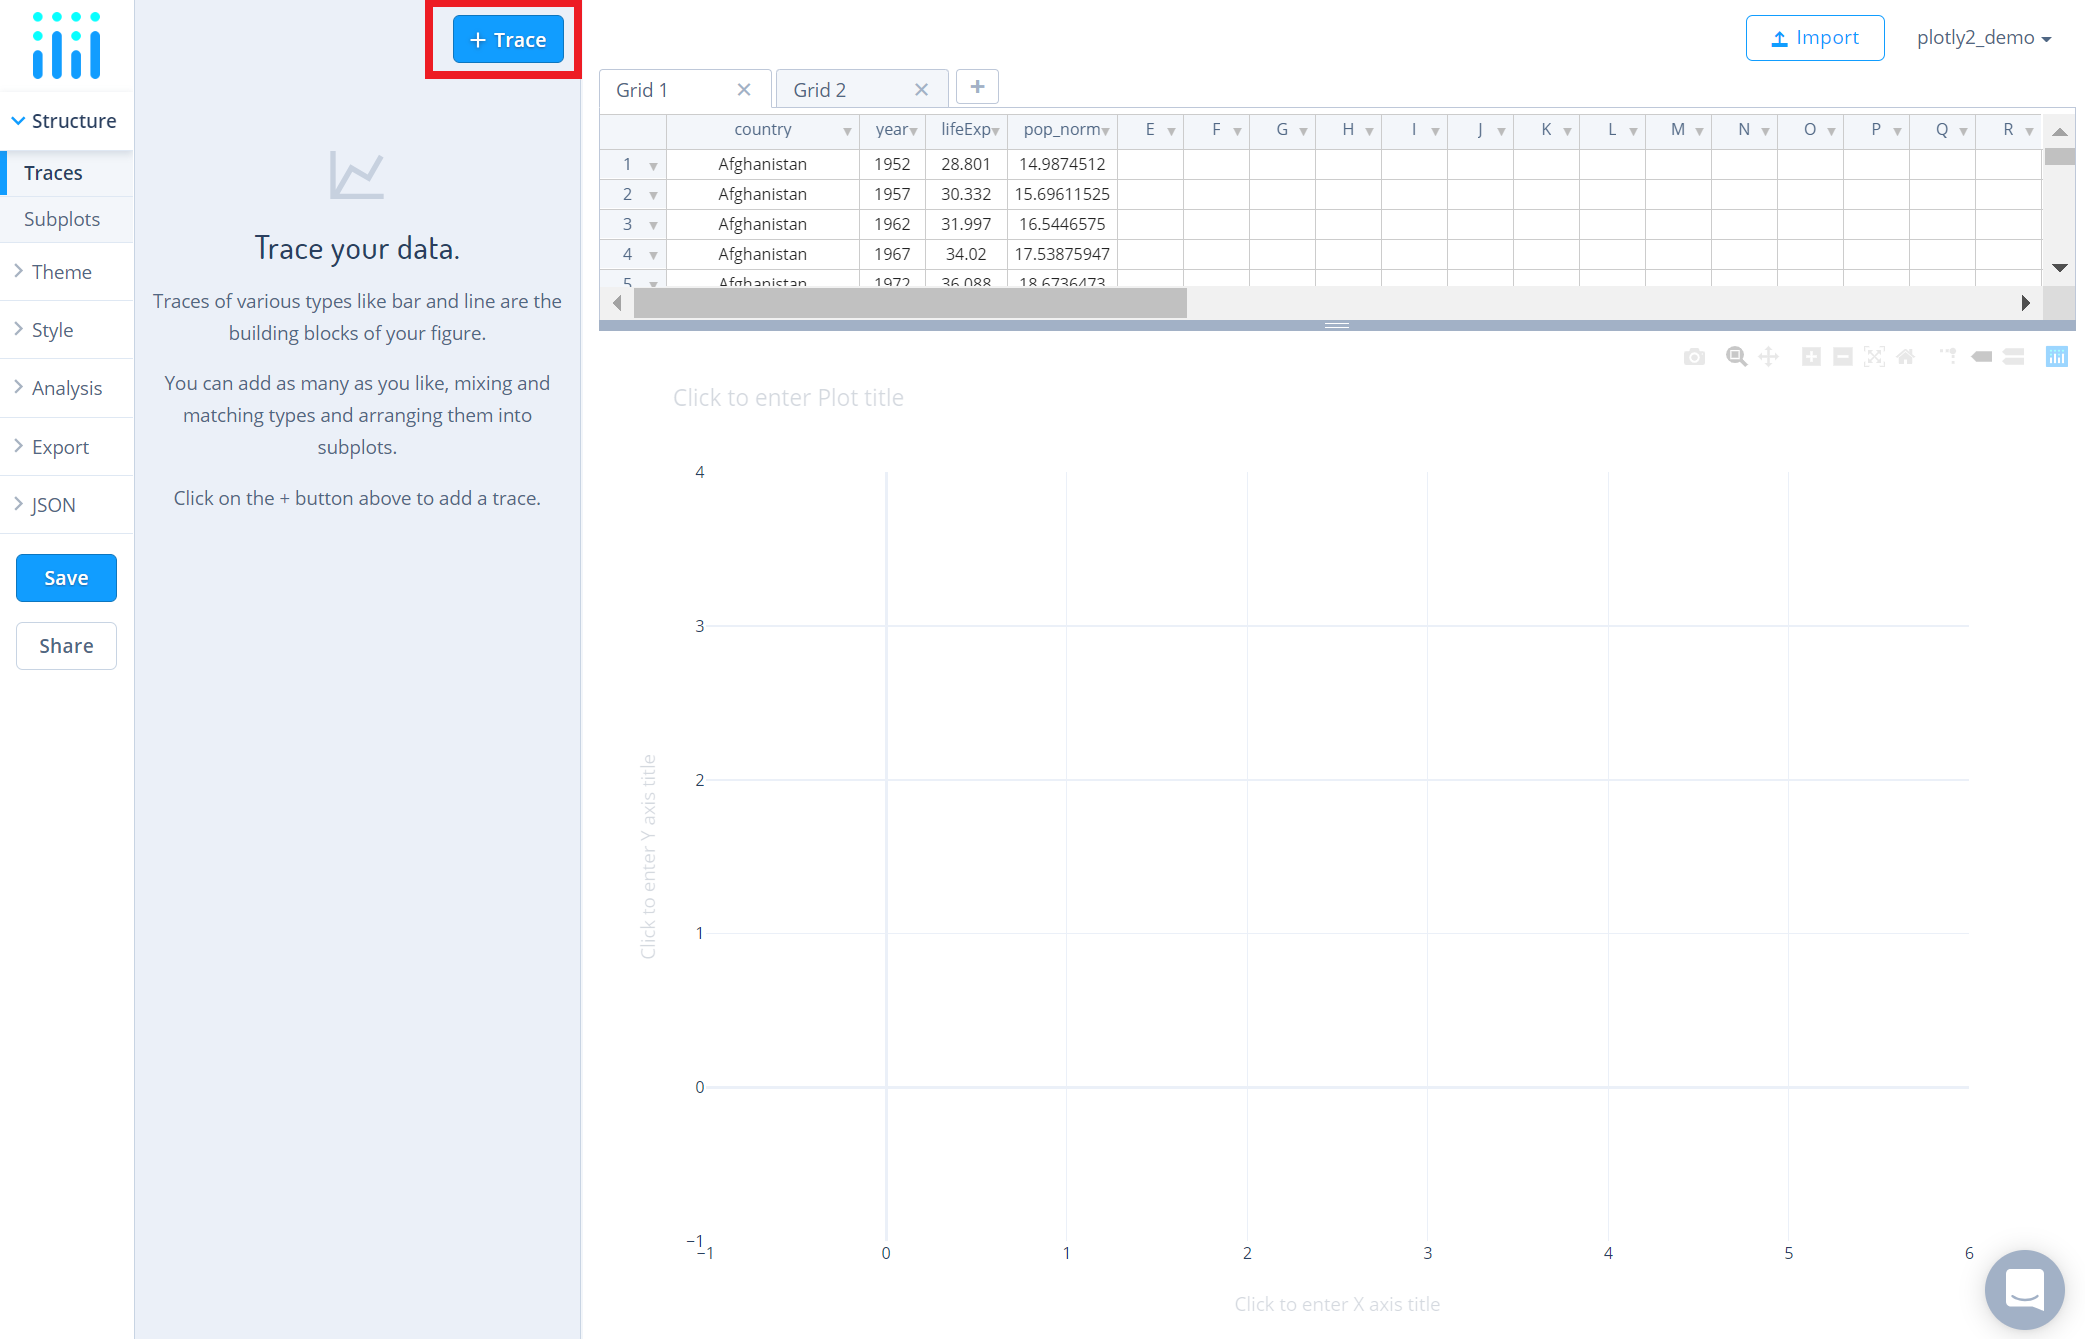 + Trace
Import
plotly2_demo
Structure
Traces
Subplots
Theme
Style
Analysis
Export
JSON
Save
Share
Trace your data.
Traces of various types like bar and line are the
building blocks of your figure.
You can add as many as you like, mixing and
matching types and arranging them into
subplots.
Click on the + button above to add a trace.
Grid 1 × Grid 2 × +
country year lifeExp pop_norm E F G H I J K L M N O P Q R
1 Afghanistan 1952 28.801 14.9874512
2 Afghanistan 1957 30.332 15.69611525
3 Afghanistan 1962 31.997 16.5446575
4 Afghanistan 1967 34.02 17.53875947
5 Afghanistan 1972 36.088 18.6736473
Click to enter Plot title
4
3
2
1
0
−1
Click to enter Y axis title
−1 0 1 2 3 4 5 6
Click to enter X axis title